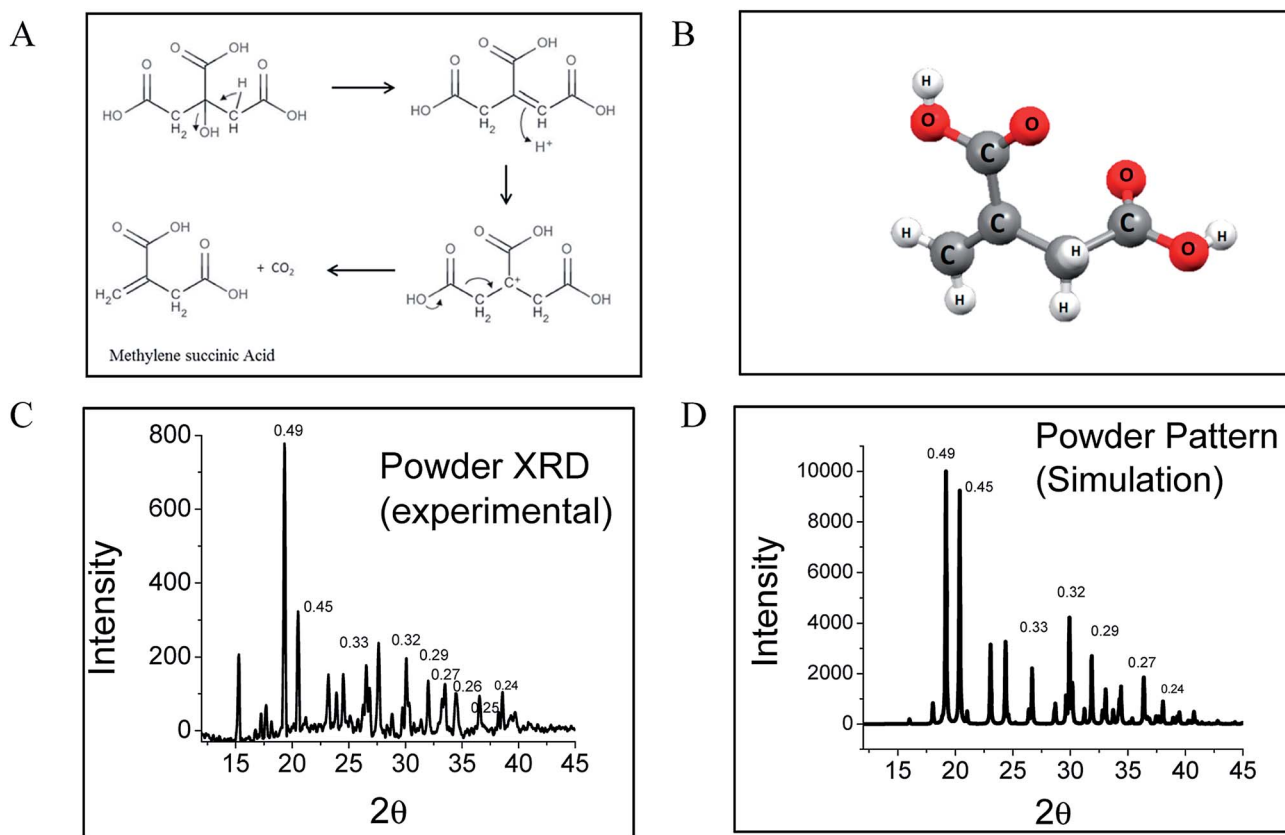 A
O OH
O H O
HO C C OH
H₂ OH H
O OH
O O
HO C C OH
H₂ H
H⁺
O OH
O
H₂C OH
+ CO₂
O OH
O O
HO C C⁺ C OH
H₂ H₂
Methylene succinic Acid
B
H
O O
C
O
C C O H
H C H
H H
C
Powder XRD
(experimental)
0.49
0.45
0.33
0.32
0.29
0.27
0.26
0.25
0.24
Intensity
800
600
400
200
0
15 20 25 30 35 40 45
2θ
D
Powder Pattern
(Simulation)
0.49
0.45
0.33
0.32
0.29
0.27
0.24
Intensity
10000
8000
6000
4000
2000
0
15 20 25 30 35 40 45
2θ